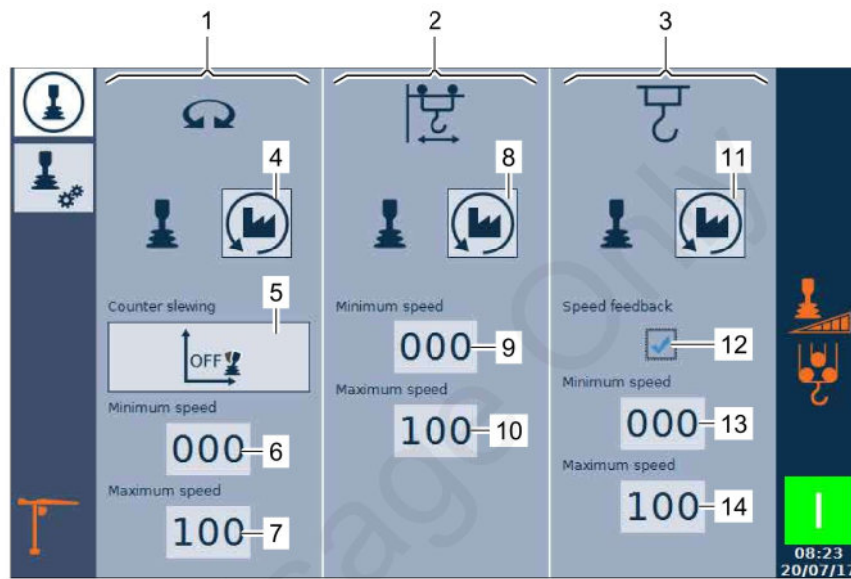 1 2 3
4 8 11
Counter slewing
5
OFF
Minimum speed
000 6
Maximum speed
100 7
Minimum speed
000 9
Maximum speed
100 10
Speed feedback
12
Minimum speed
000 13
Maximum speed
100 14
08:23
20/07/17